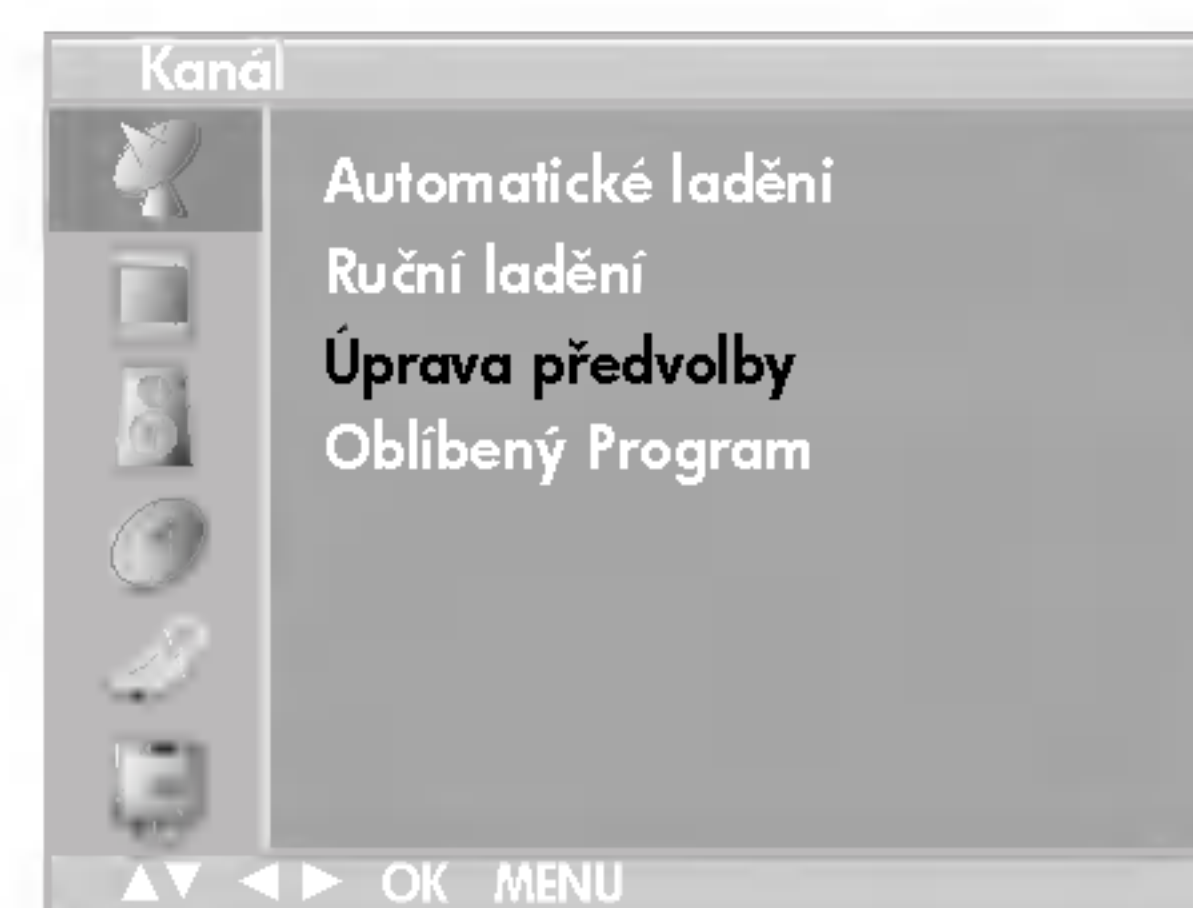 Kanál
Automatické laděni
Ruční ladění
Úprava předvolby
Oblíbený Program
▲▼ ◄ ► OK MENU